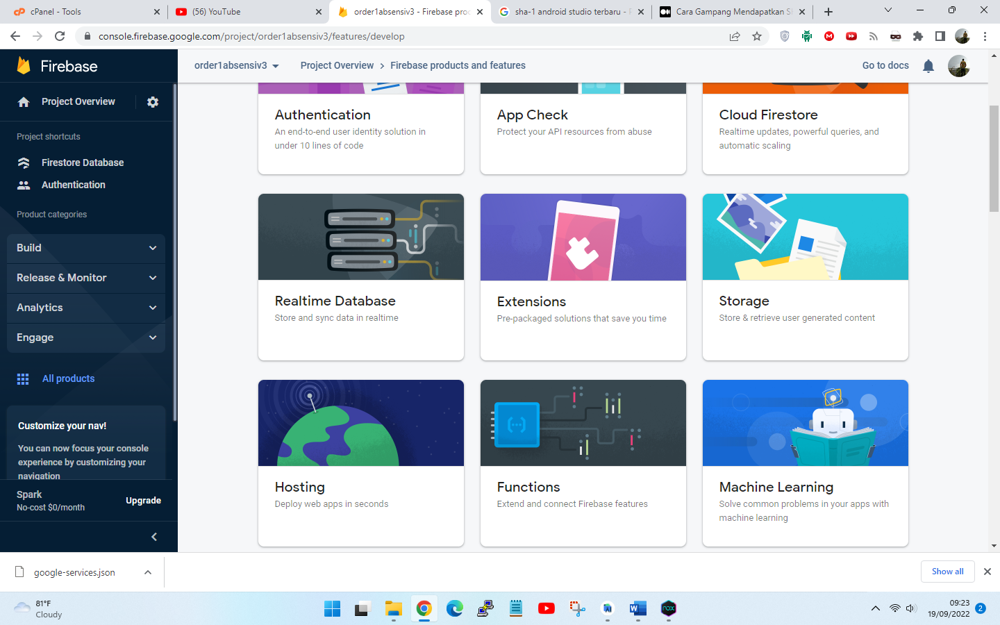 cPanel - Tools
(56) YouTube
order1absensiv3 - Firebase proj
sha-1 android studio terbaru - P
Cara Gampang Mendapatkan SH
console.firebase.google.com/project/order1absensiv3/features/develop
Firebase
order1absensiv3
Project Overview
Firebase products and features
Go to docs
Project Overview
Project shortcuts
Firestore Database
Authentication
Product categories
Build
Release & Monitor
Analytics
Engage
All products
Customize your nav!
You can now focus your console
experience by customizing your
navigation
Spark
No-cost $0/month
Upgrade
Authentication
An end-to-end user identity solution in
under 10 lines of code
App Check
Protect your API resources from abuse
Cloud Firestore
Realtime updates, powerful queries, and
automatic scaling
Realtime Database
Store and sync data in realtime
Extensions
Pre-packaged solutions that save you time
Storage
Store & retrieve user generated content
Hosting
Deploy web apps in seconds
Functions
Extend and connect Firebase features
Machine Learning
Solve common problems in your apps with
machine learning
google-services.json
Show all
81°F
Cloudy
09:23
19/09/2022
2